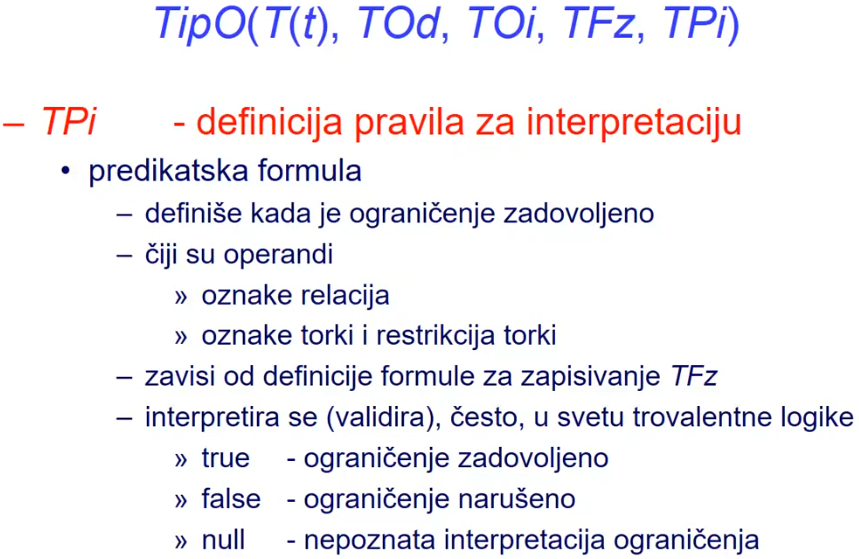 TipO(T(t), TOd, TOi, TFz, TPi)
– TPi - definicija pravila za interpretaciju
• predikatska formula
– definiše kada je ograničenje zadovoljeno
– čiji su operandi
» oznake relacija
» oznake torki i restrikcija torki
– zavisi od definicije formule za zapisivanje TFz
– interpretira se (validira), često, u svetu trovalentne logike
» true - ograničenje zadovoljeno
» false - ograničenje narušeno
» null - nepoznata interpretacija ograničenja